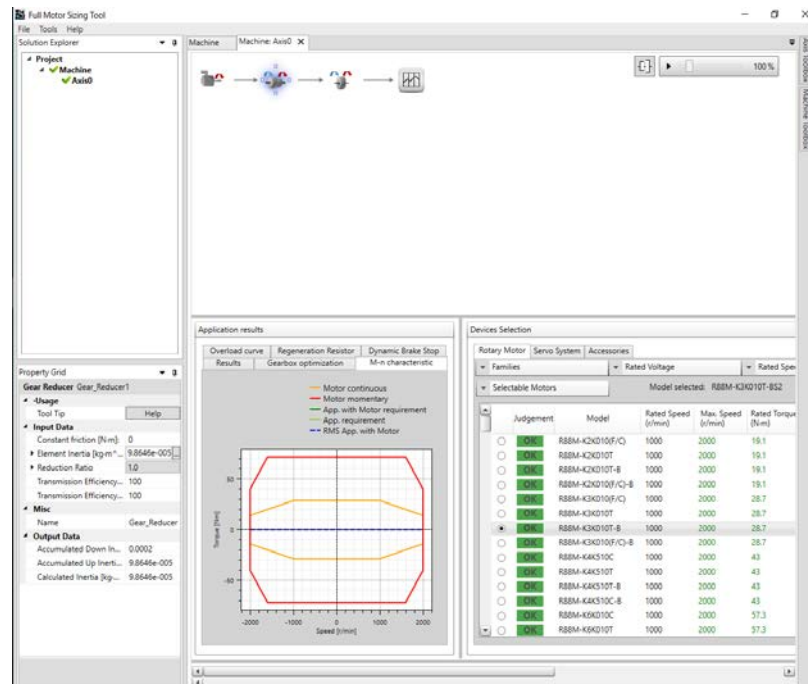 Full Motor Sizing Tool
File Tools Help
Solution Explorer
Project
Machine
Axis0
Machine
Machine: Axis0
100 %
Axis Toolbox
Machine Toolbox
Property Grid
Gear Reducer Gear_Reducer1
-Usage
Tool Tip Help
Input Data
Constant friction [N·m]: 0
Element Inertia [kg·m^... 9.8646e-005 ...
Reduction Ratio 1.0
Transmission Efficiency... 100
Transmission Efficiency... 100
Misc
Name Gear_Reducer
Output Data
Accumulated Down In... 0.0002
Accumulated Up Inerti... 9.8646e-005
Calculated Inertia [kg-... 9.8646e-005
Application results
Overload curve Regeneration Resistor Dynamic Brake Stop
Results Gearbox optimization M-n characteristic
Motor continuous
Motor momentary
App. with Motor requirement
App. requirement
RMS App. with Motor
Torque [Nm]
50
0
-50
-2000 -1000 0 1000 2000
Speed [r/min]
Devices Selection
Rotary Motor Servo System Accessories
Families Rated Voltage Rated Spee
Selectable Motors Model selected: R88M-K3K010T-BS2
Judgement Model Rated Speed (r/min) Max. Speed (r/min) Rated Torque (N·m)
OK R88M-K2K010(F/C) 1000 2000 19.1
OK R88M-K2K010T 1000 2000 19.1
OK R88M-K2K010T-B 1000 2000 19.1
OK R88M-K2K010(F/C)-B 1000 2000 19.1
OK R88M-K3K010(F/C) 1000 2000 28.7
OK R88M-K3K010T 1000 2000 28.7
OK R88M-K3K010T-B 1000 2000 28.7
OK R88M-K3K010(F/C)-B 1000 2000 28.7
OK R88M-K4K510C 1000 2000 43
OK R88M-K4K510T 1000 2000 43
OK R88M-K4K510T-B 1000 2000 43
OK R88M-K4K510C-B 1000 2000 43
OK R88M-K6K010C 1000 2000 57.3
OK R88M-K6K010T 1000 2000 57.3